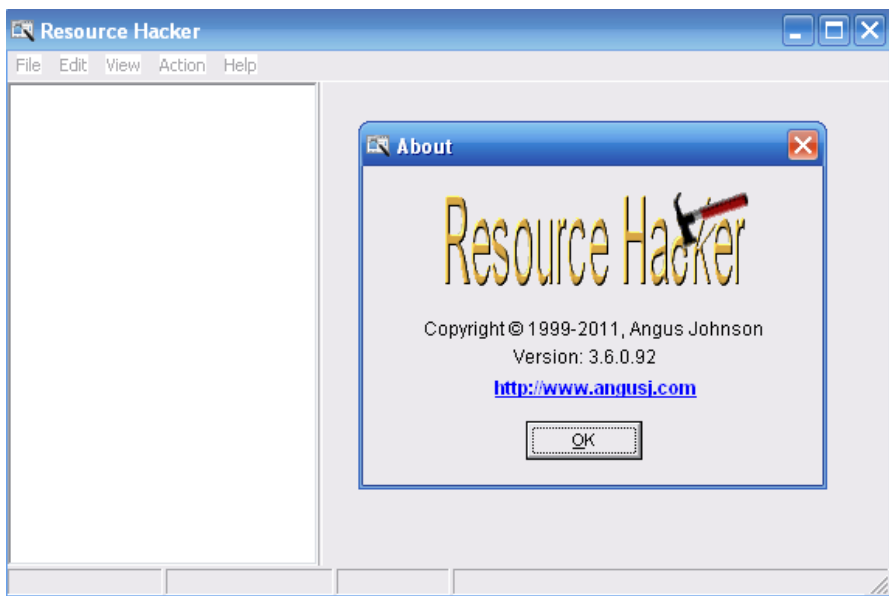 Resource Hacker
File Edit View Action Help
About
Resource Hacker
Copyright © 1999-2011, Angus Johnson
Version: 3.6.0.92
http://www.angusj.com
OK